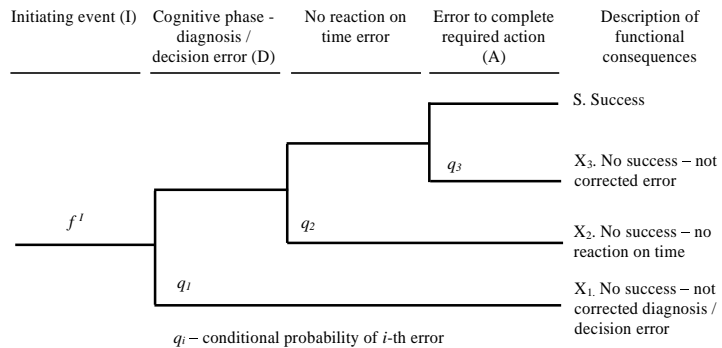 Initiating event (I)
Cognitive phase -
diagnosis /
decision error (D)
No reaction on
time error
Error to complete
required action
(A)
Description of
functional
consequences
S. Success
X3. No success – not
corrected error
X2. No success – no
reaction on time
X1. No success – not
corrected diagnosis /
decision error
f I
q1
q2
q3
qi – conditional probability of i-th error